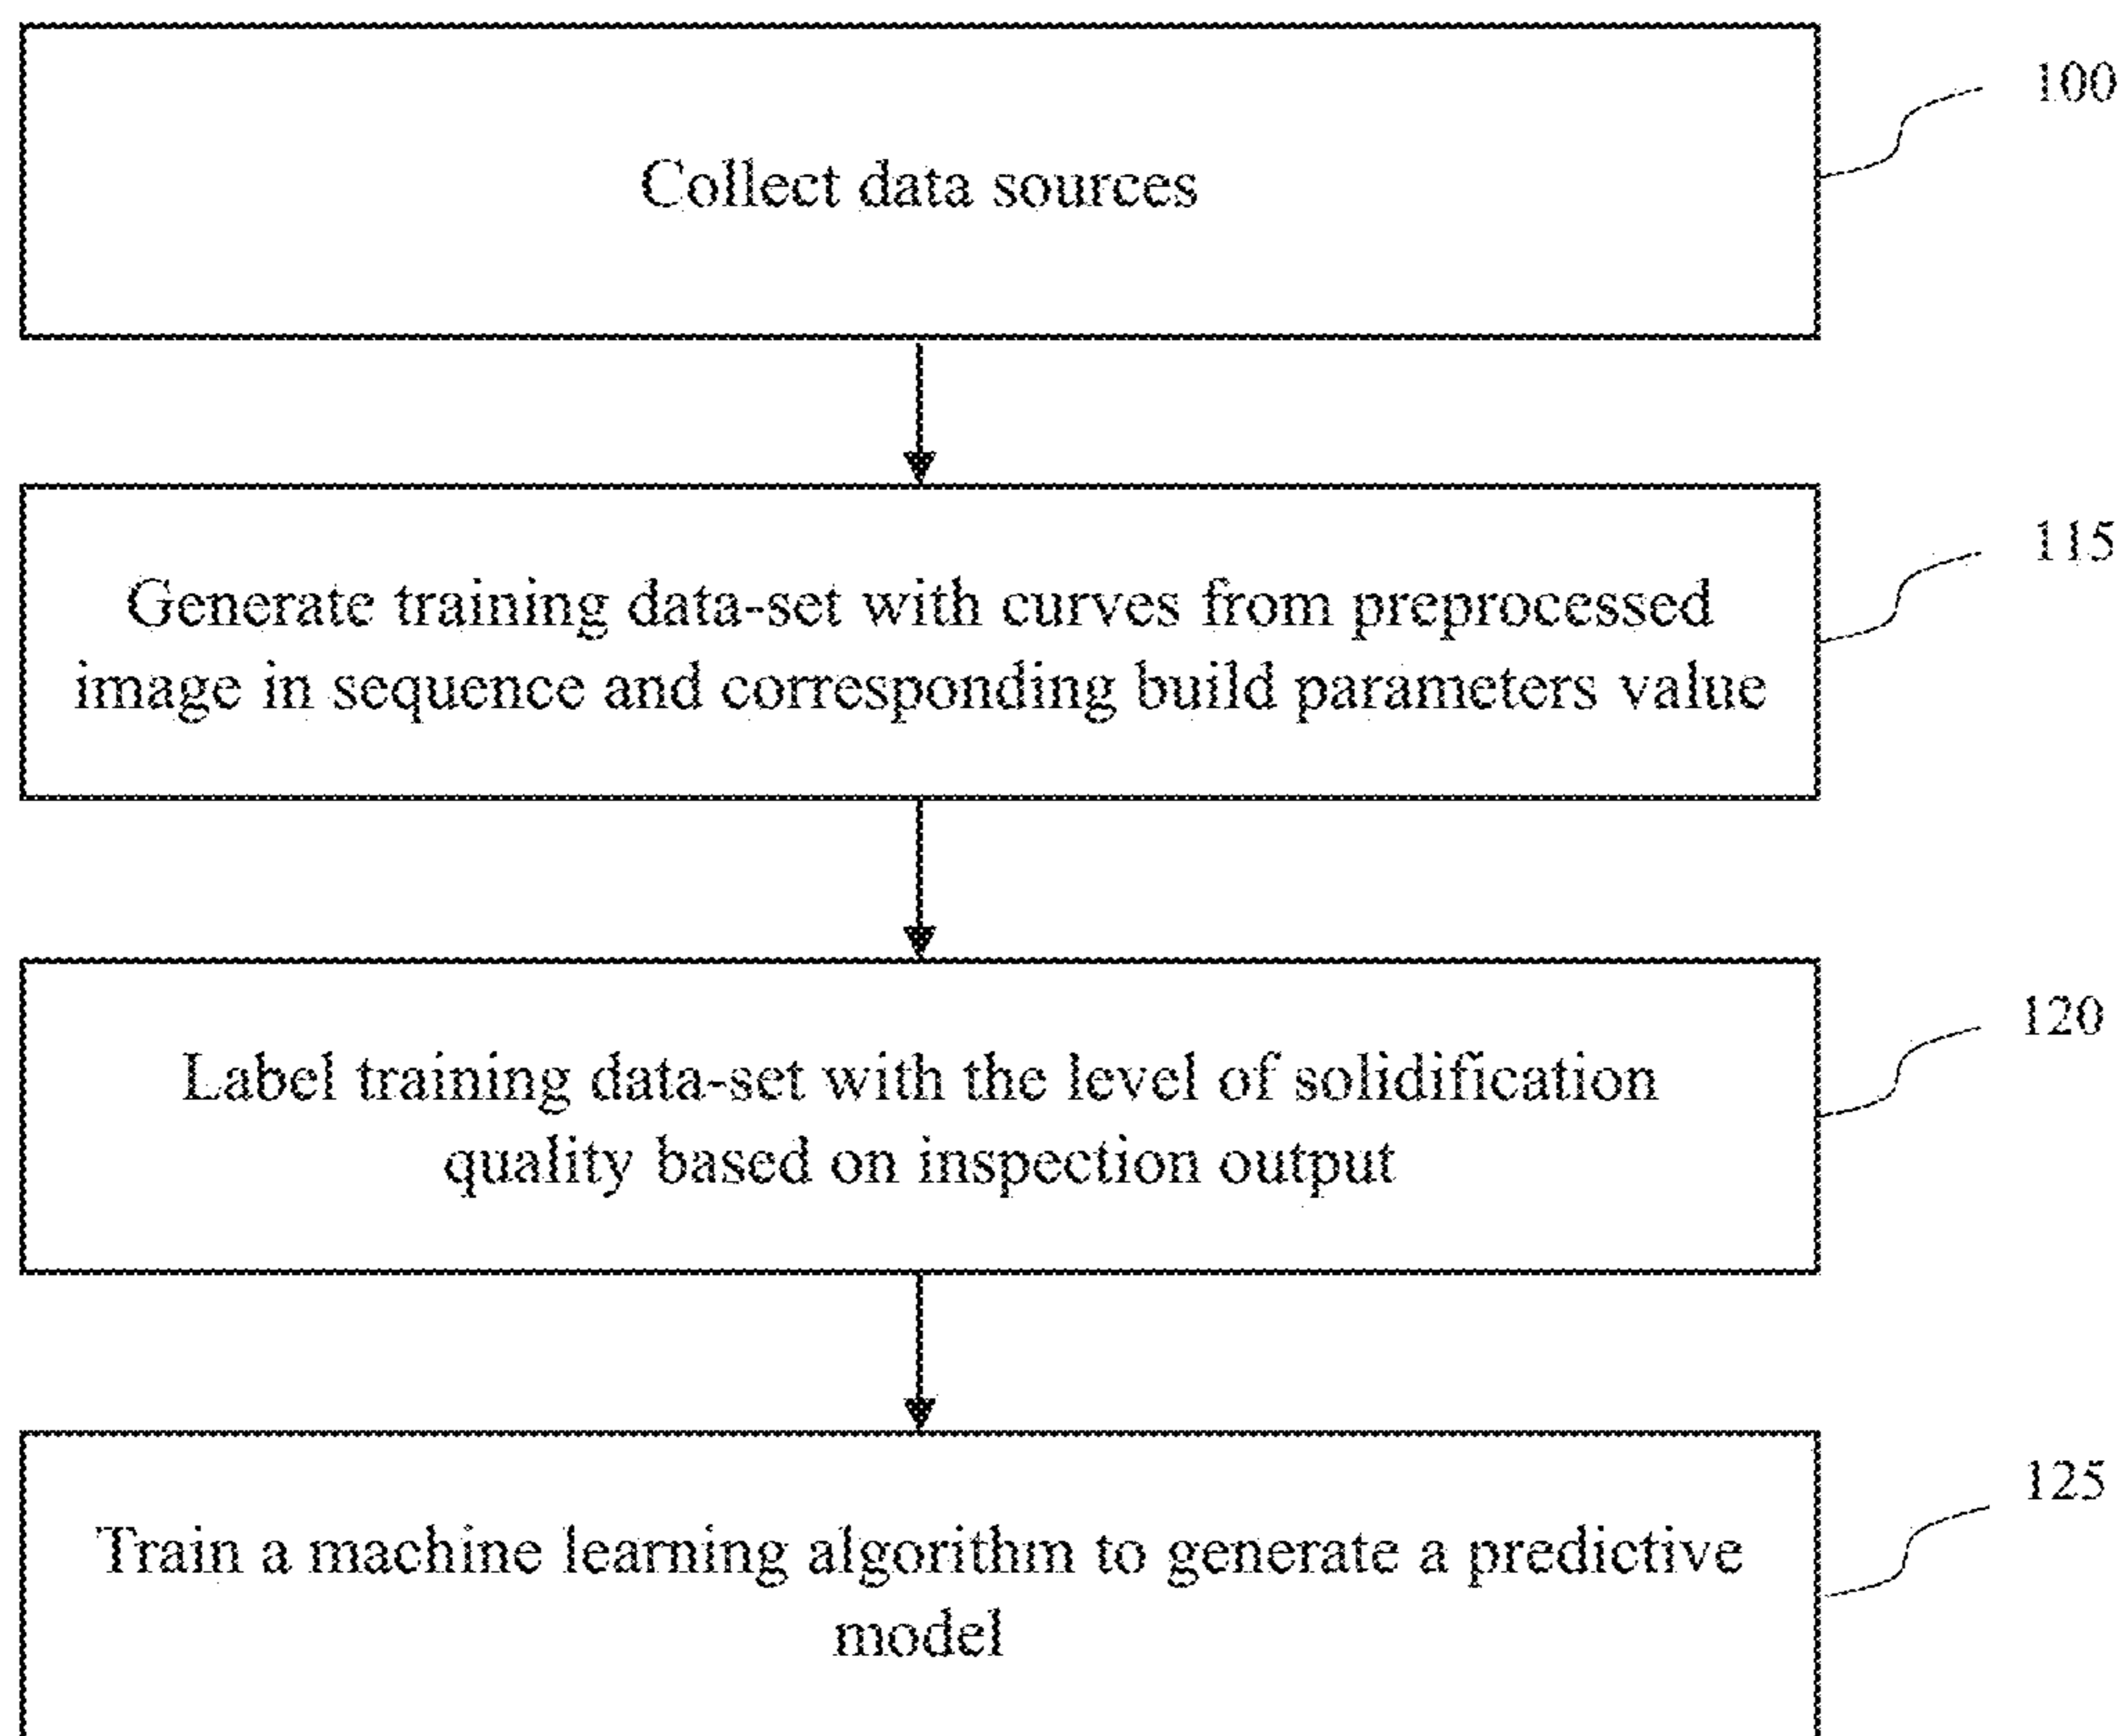 100
Collect data sources
115
Generate training data-set with curves from preprocessed
image in sequence and corresponding build parameters value
120
Label training data-set with the level of solidification
quality based on inspection output
125
Train a machine learning algorithm to generate a predictive
model